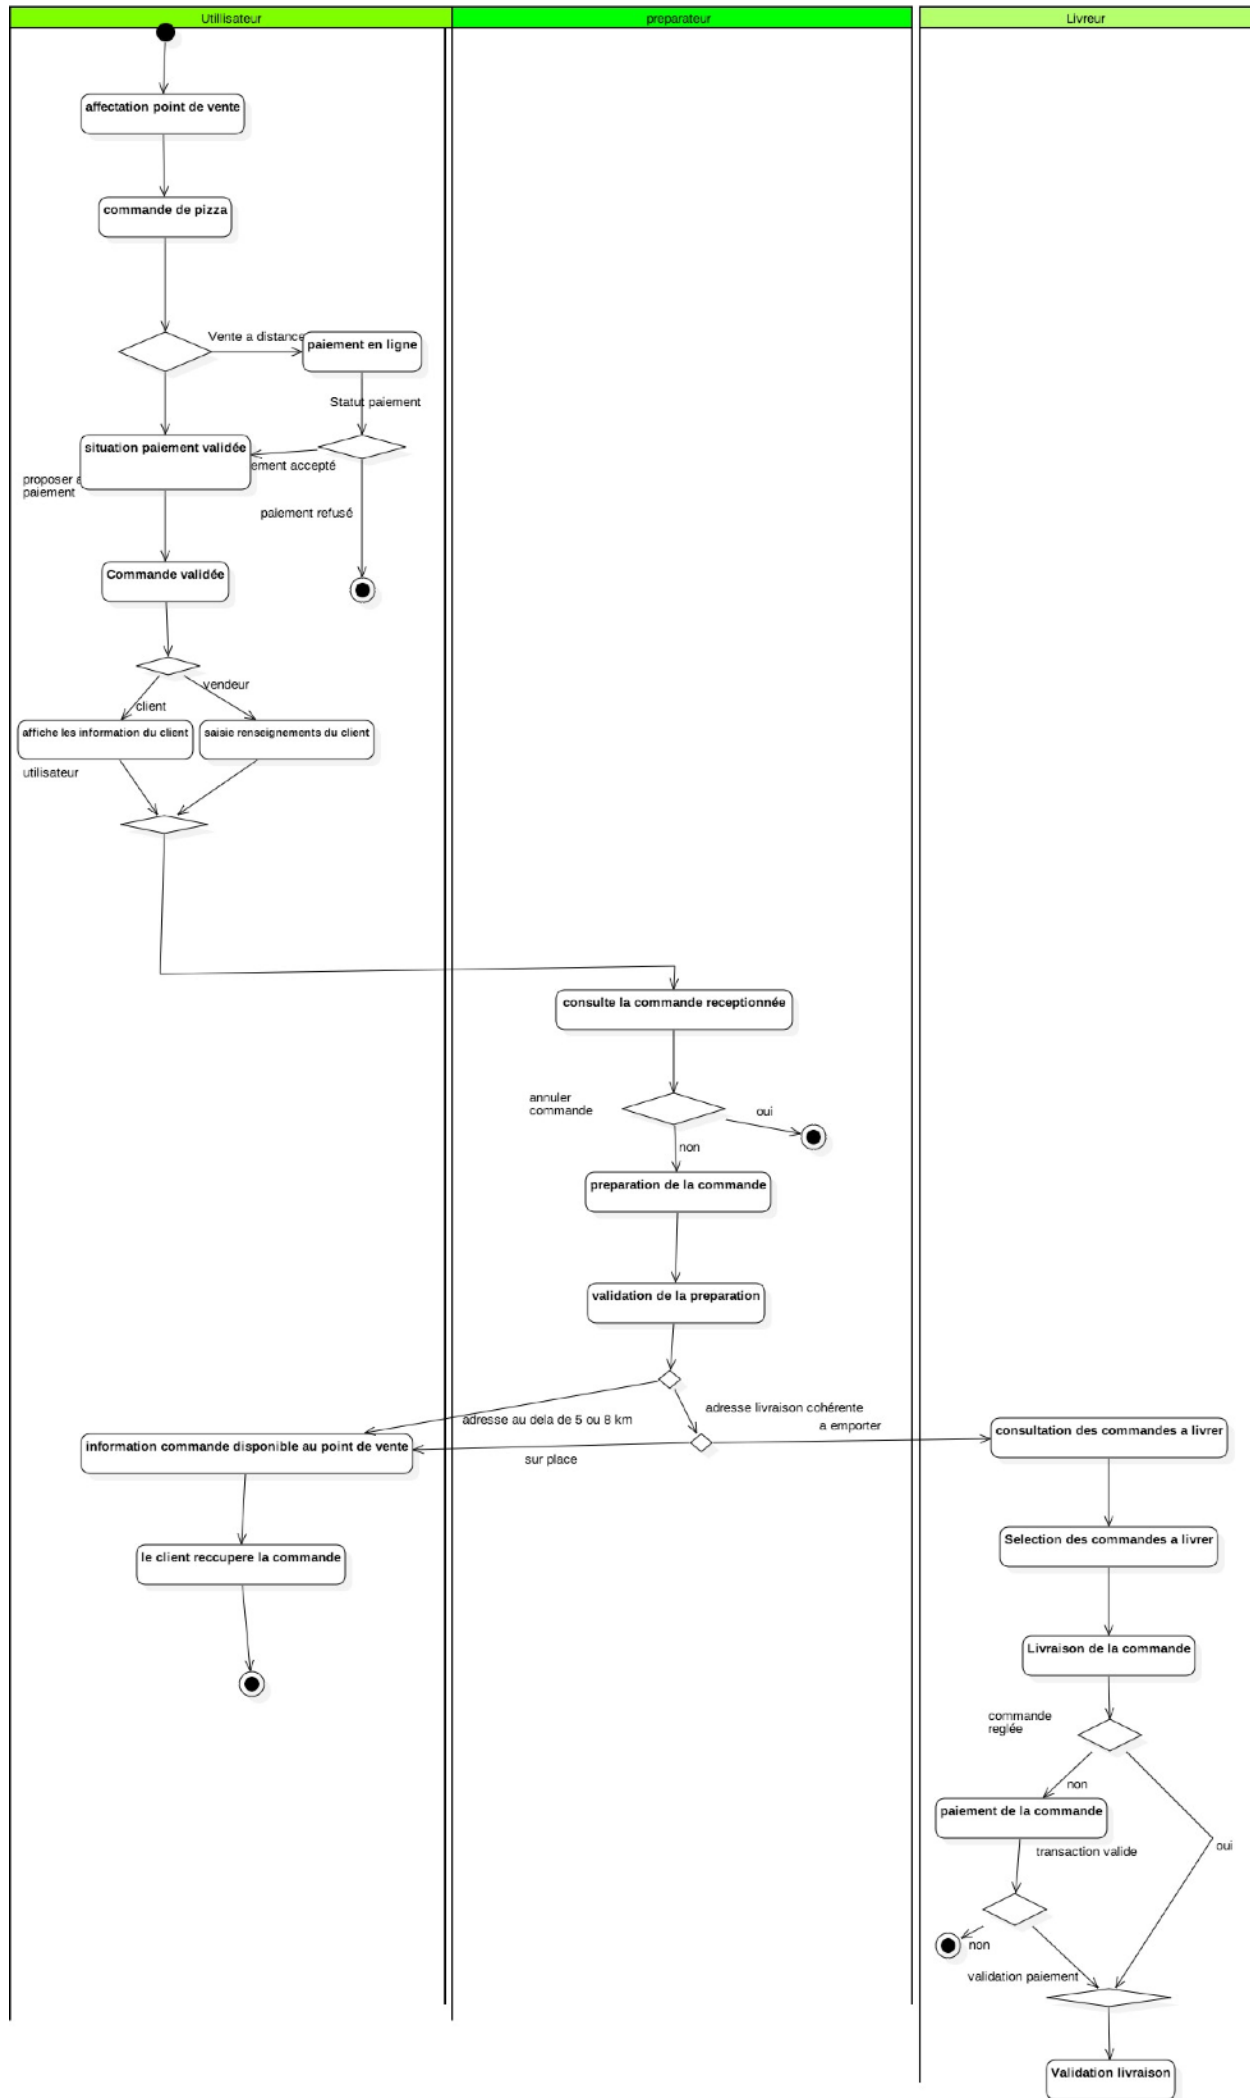 Utillisateur
preparateur
Livreur
affectation point de vente
commande de pizza
Vente a distance
paiement en ligne
Statut paiement
situation paiement validée
ement accepté
proposer
paiement
paiement refusé
Commande validée
vendeur
client
affiche les information du client
saisie renseignements du client
utilisateur
consulte la commande receptionnée
annuler
commande
oui
non
preparation de la commande
validation de la preparation
adresse livraison cohérente
adresse au dela de 5 ou 8 km
a emporter
information commande disponible au point de vente
sur place
consultation des commandes a livrer
Selection des commandes a livrer
le client reccupere la commande
Livraison de la commande
commande
reglée
non
paiement de la commande
oui
transaction valide
non
validation paiement
Validation livraison